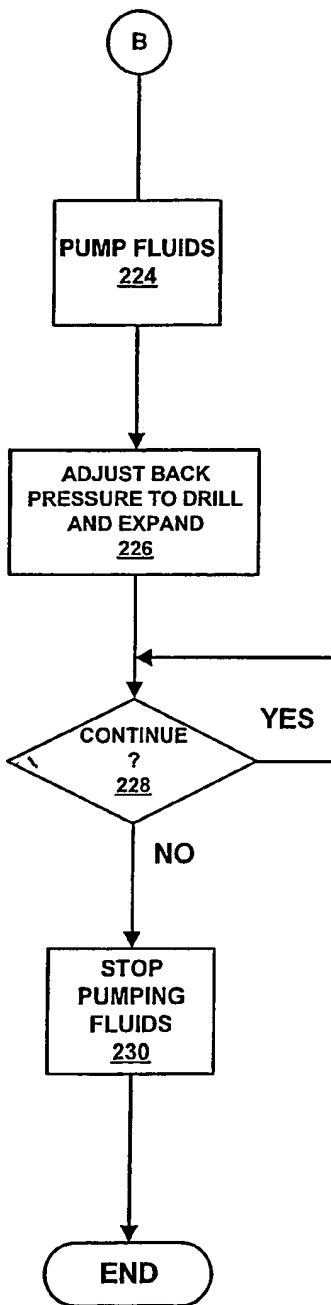 B
PUMP FLUIDS
224
ADJUST BACK
PRESSURE TO DRILL
AND EXPAND
226
CONTINUE
?
228
YES
NO
STOP
PUMPING
FLUIDS
230
END